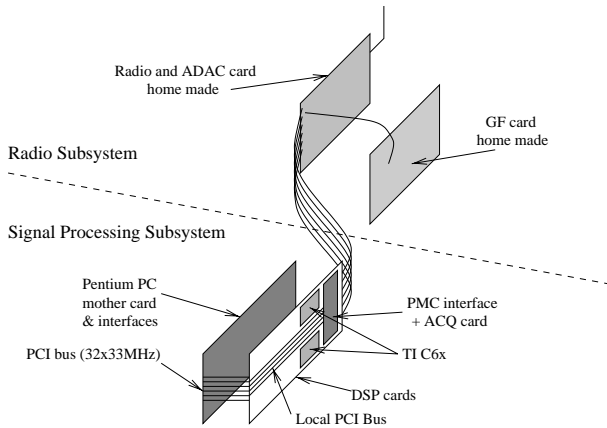 Radio and ADAC card
home made
GF card
home made
Radio Subsystem
Signal Processing Subsystem
Pentium PC
mother card
& interfaces
PMC interface
+ ACQ card
PCI bus (32x33MHz)
TI C6x
DSP cards
Local PCI Bus